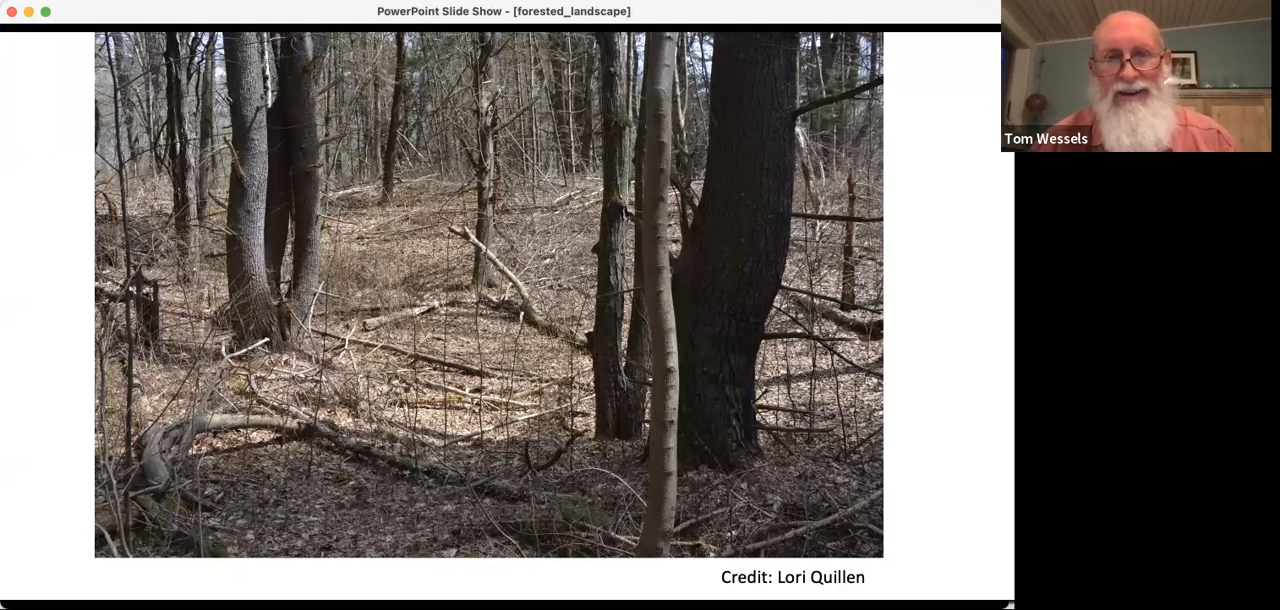 PowerPoint Slide Show - [forested_landscape]
Tom Wessels
Credit: Lori Quillen